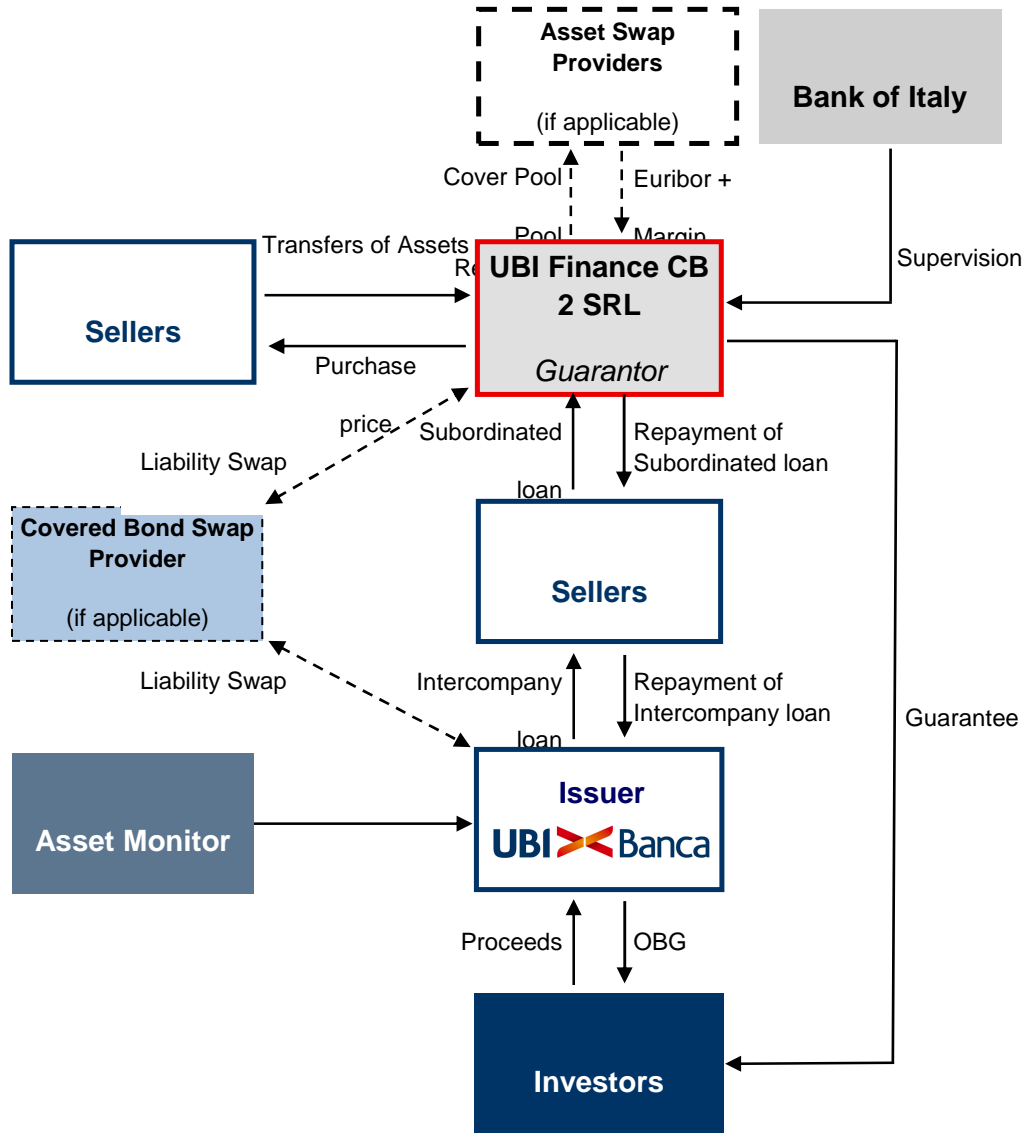 Asset Swap
Providers
(if applicable)
Bank of Italy
Cover Pool
Pool
Euribor +
Margin
Supervision
Transfers of Assets
Sellers
Purchase
price
UBI Finance CB
2 SRL
Guarantor
Subordinated
loan
Repayment of
Subordinated loan
Liability Swap
Covered Bond Swap
Provider
(if applicable)
Sellers
Liability Swap
Intercompany
loan
Repayment of
Intercompany loan
Guarantee
Asset Monitor
Issuer
UBI Banca
Proceeds
OBG
Investors